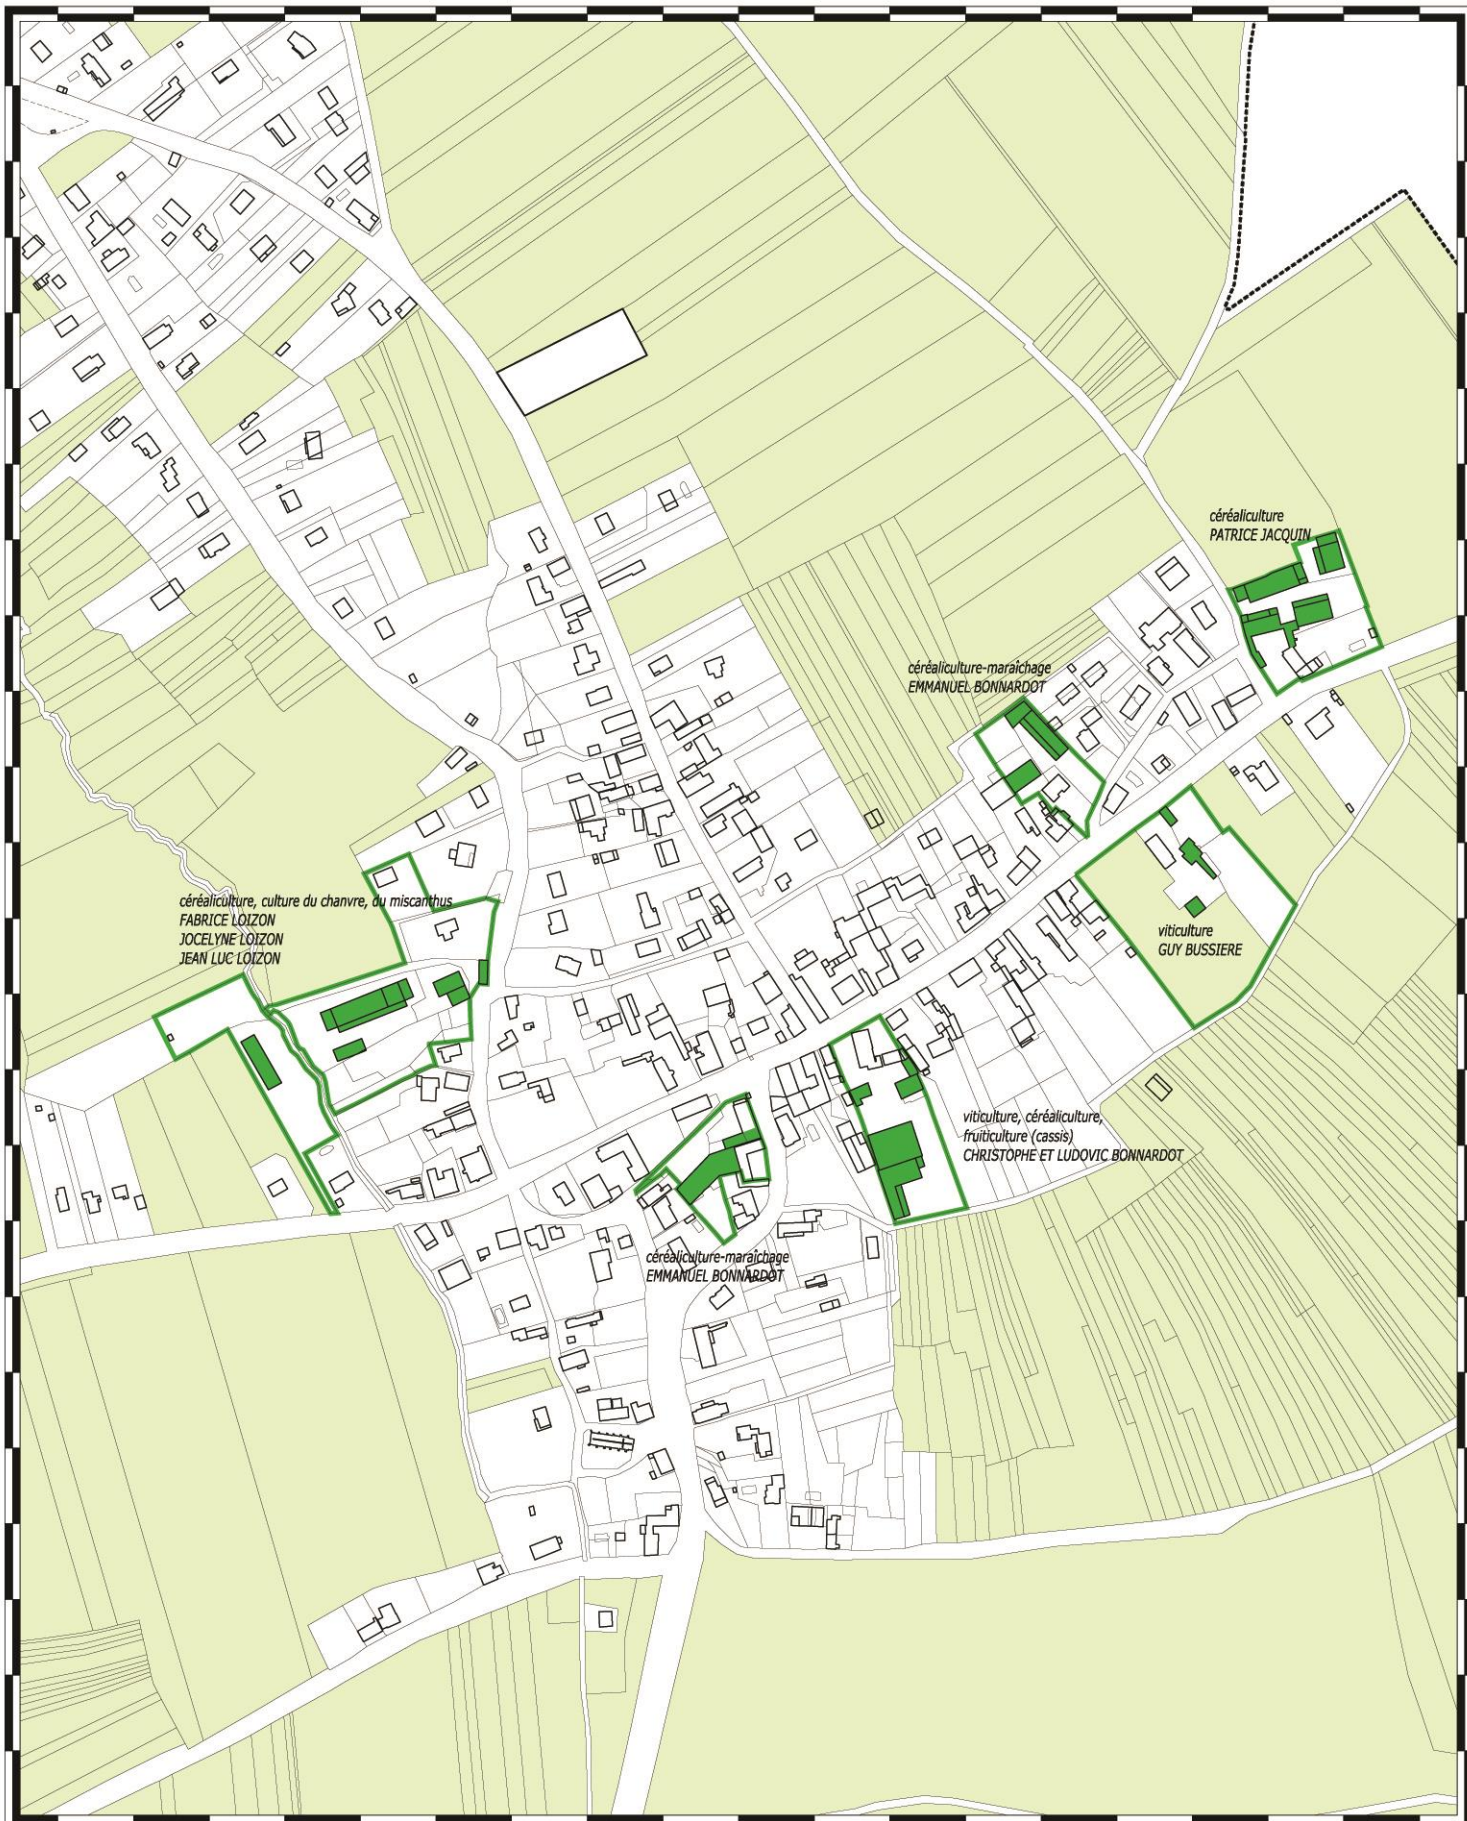 céréaliculture
PATRICE JACQUIN
céréaliculture-maraîchage
EMMANUEL BONNARDOT
céréaliculture, culture du chanvre, du miscanthus
FABRICE LOIZON
JOCELYNE LOIZON
JEAN LUC LOIZON
viticulture
GUY BUSSIERE
viticulture, céréaliculture,
fruiticulture (cassis)
CHRISTOPHE ET LUDOVIC BONNARDOT
céréaliculture-maraîchage
EMMANUEL BONNARDOT